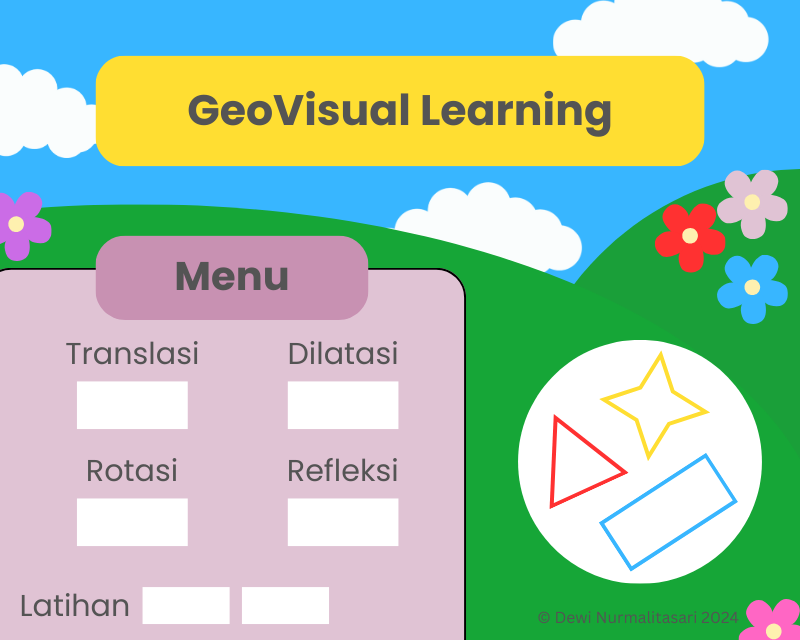 GeoVisual Learning
Menu
Translasi
Dilatasi
Rotasi
Refleksi
Latihan
© Dewi Nurmalitasari 2024